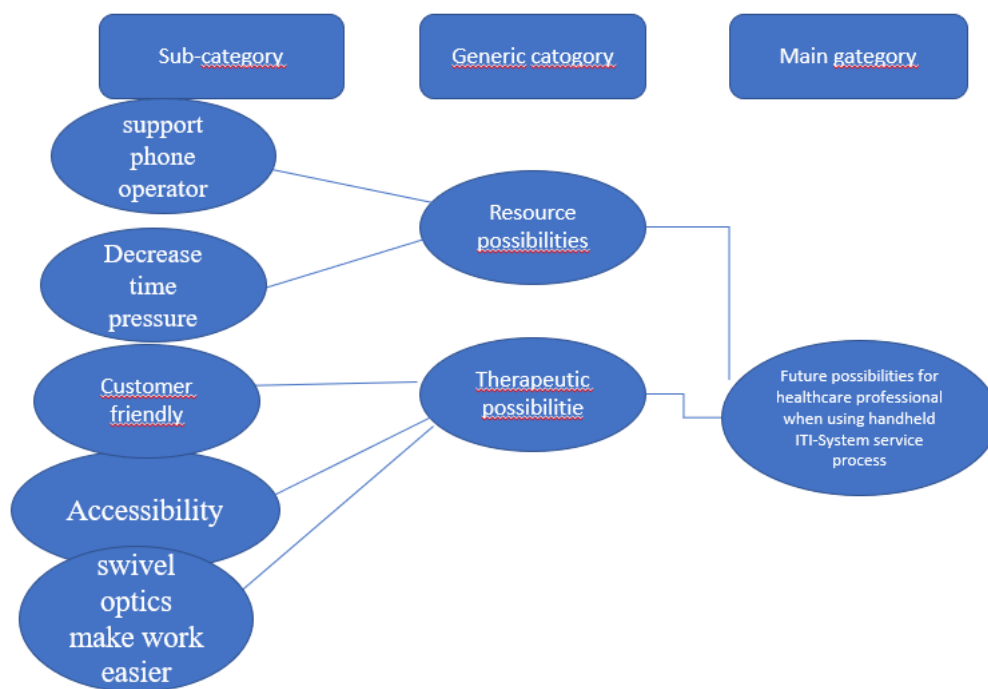 Sub-category
Generic catogory
Main gategory
support
phone
operator
Decrease
time
pressure
Customer
friendly
Accessibility
swivel
optics
make work
easier
Resource
possibilities
Therapeutic
possibilitie
Future possibilities for
healthcare professional
when using handheld
ITI-System service
process